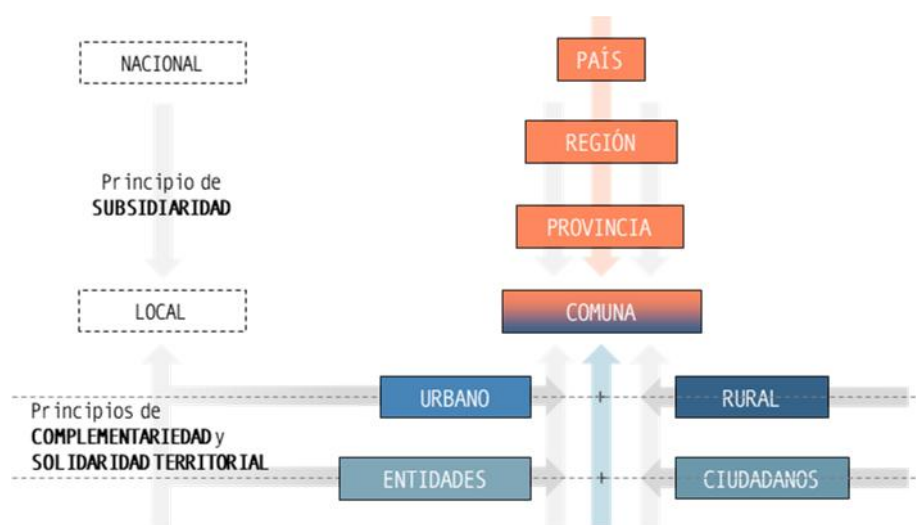 NACIONAL
PAÍS
REGIÓN
Principio de
SUBSIDIARIDAD
PROVINCIA
LOCAL
COMUNA
URBANO
+
RURAL
Principios de
COMPLEMENTARIEDAD y
SOLIDARIDAD TERRITORIAL
ENTIDADES
+
CIUDADANOS